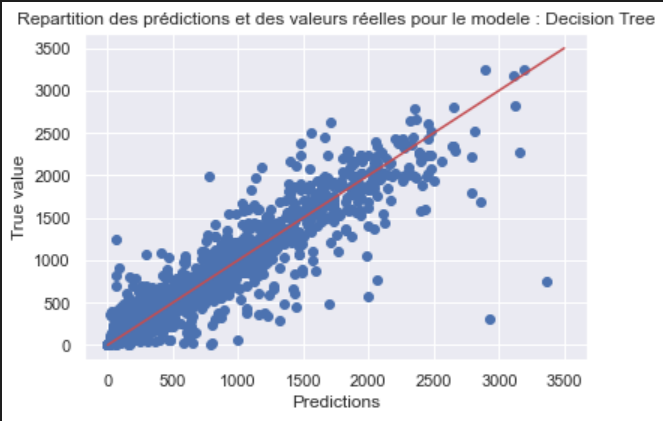 Repartition des prédictions et des valeurs réelles pour le modele : Decision Tree
3500
3000
2500
2000
1500
1000
500
0
True value
0 500 1000 1500 2000 2500 3000 3500
Predictions